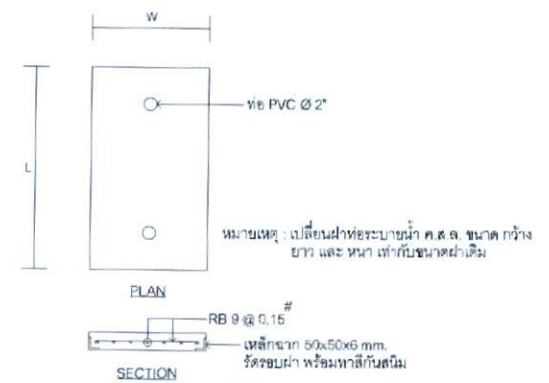 W
L
ท่อ PVC Ø 2"
หมายเหตุ : เปลี่ยนฝาท่อระบายน้ำ ค.ส.ล. ขนาด กว้าง
ยาว และ หนา เท่ากับขนาดฝาเดิม
PLAN
RB 9 @ 0.15 #
เหล็กฉาก 50x50x6 mm.
รัดรอบฝา พร้อมทาสีกันสนิม
SECTION